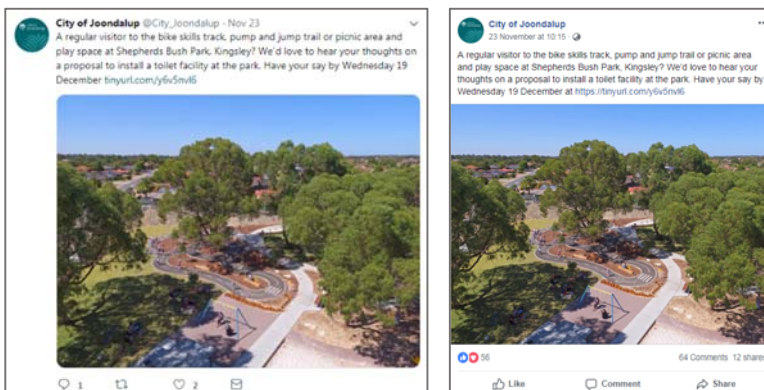 City of Joondalup @City_Joondalup · Nov 23
A regular visitor to the bike skills track, pump and jump trail or picnic area and
play space at Shepherds Bush Park, Kingsley? We'd love to hear your thoughts on
a proposal to install a toilet facility at the park. Have your say by Wednesday 19
December tinyurl.com/y6v5nvl6
1
2
City of Joondalup
23 November at 10:15 ·
A regular visitor to the bike skills track, pump and jump trail or picnic area
and play space at Shepherds Bush Park, Kingsley? We'd love to hear your
thoughts on a proposal to install a toilet facility at the park. Have your say by
Wednesday 19 December at https://tinyurl.com/y6v5nvl6
56
64 Comments 12 shares
Like Comment Share